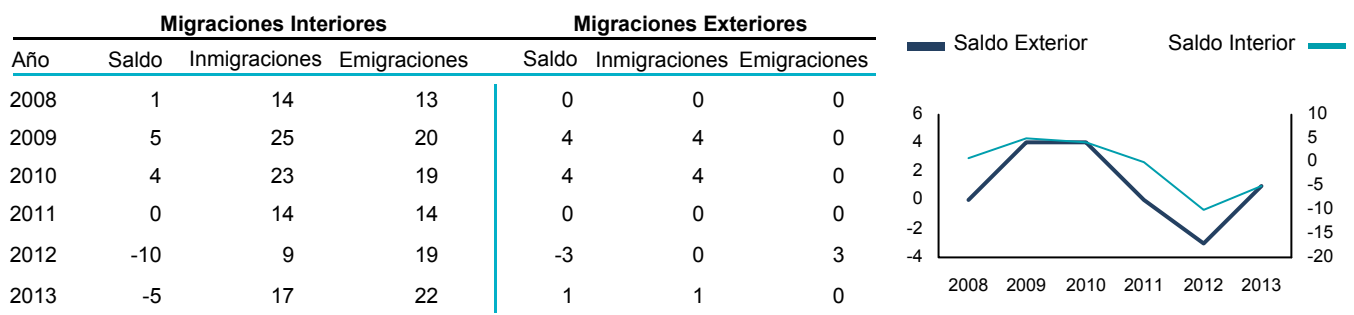 Migraciones Interiores Migraciones Exteriores
Año Saldo Inmigraciones Emigraciones Saldo Inmigraciones Emigraciones
2008 1 14 13 0 0 0
2009 5 25 20 4 4 0
2010 4 23 19 4 4 0
2011 0 14 14 0 0 0
2012 -10 9 19 -3 0 3
2013 -5 17 22 1 1 0
Saldo Exterior Saldo Interior
6 10
4 5
2 0
0 -5
-2 -10
-4 -15
-20
2008 2009 2010 2011 2012 2013